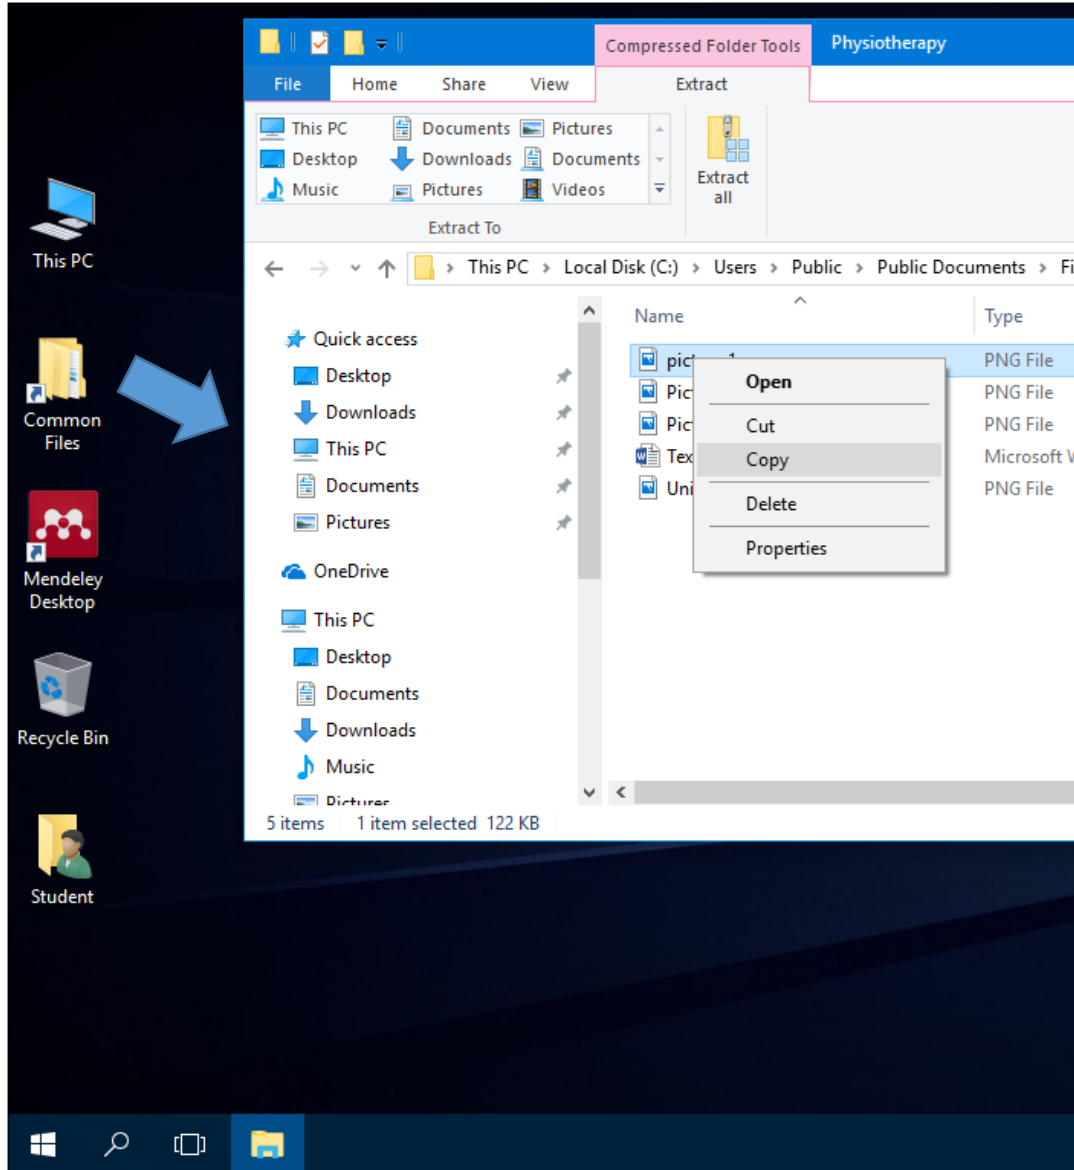 Compressed Folder Tools
Physiotherapy
File
Home
Share
View
Extract
This PC
Documents
Pictures
Desktop
Downloads
Documents
Music
Pictures
Videos
Extract all
Extract To
This PC > Local Disk (C:) > Users > Public > Public Documents >
Name
Type
Quick access
Desktop
Downloads
This PC
Documents
Pictures
OneDrive
This PC
Desktop
Documents
Downloads
Music
Pictures
PNG File
PNG File
PNG File
Microsoft
PNG File
Open
Cut
Copy
Delete
Properties
5 items
1 item selected 122 KB
This PC
Common
Files
Mendeley
Desktop
Recycle Bin
Student